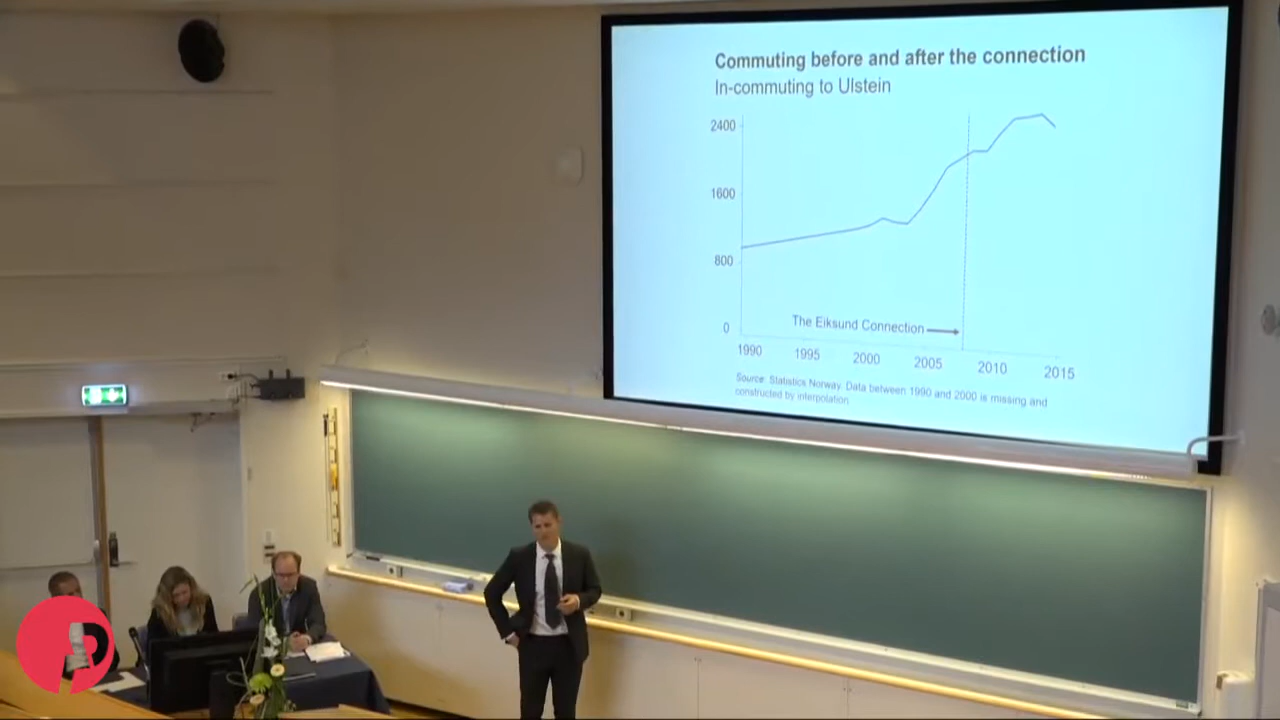 Commuting before and after the connection
In-commuting to Ulstein
2400
1600
800
0
The Eiksund Connection
1990 1995 2000 2005 2010 2015
Source: Statistics Norway. Data between 1990 and 2000 is missing and
constructed by interpolation.